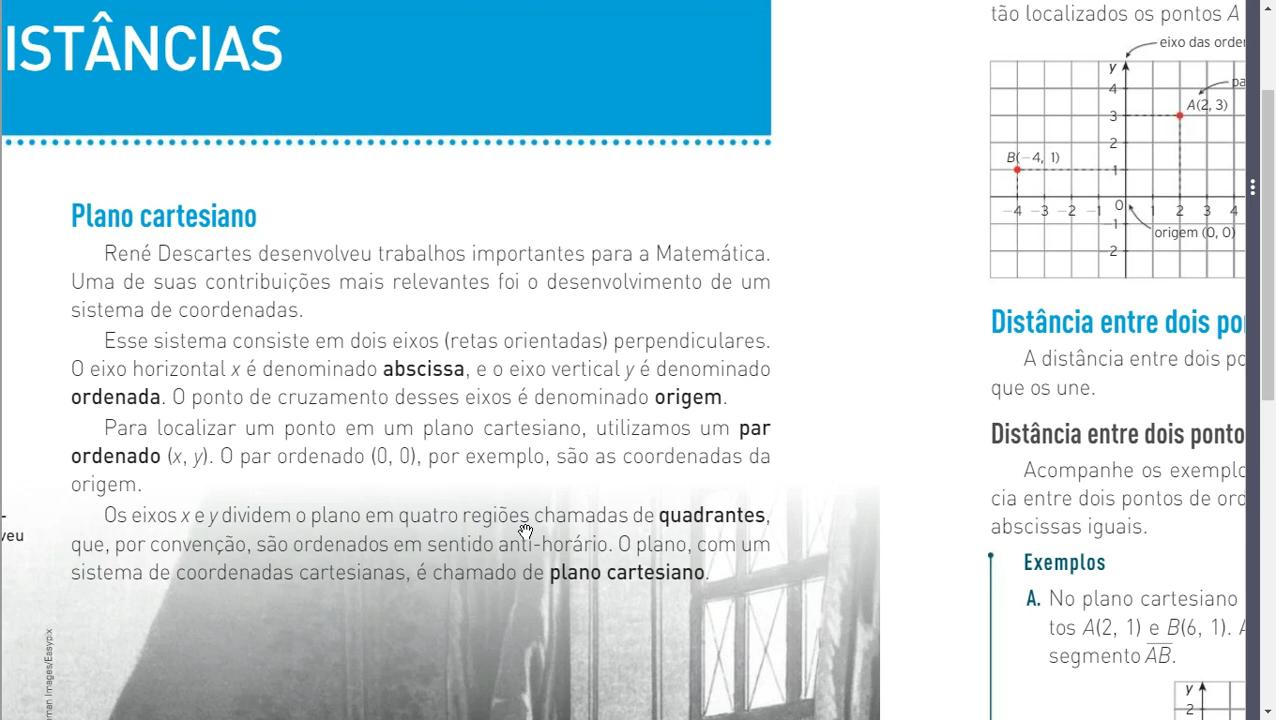 ISTÂNCIAS
Plano cartesiano
René Descartes desenvolveu trabalhos importantes para a Matemática.
Uma de suas contribuições mais relevantes foi o desenvolvimento de um
sistema de coordenadas.
Esse sistema consiste em dois eixos (retas orientadas) perpendiculares.
O eixo horizontal x é denominado abscissa, e o eixo vertical y é denominado
ordenada. O ponto de cruzamento desses eixos é denominado origem.
Para localizar um ponto em um plano cartesiano, utilizamos um par
ordenado (x, y). O par ordenado (0, 0), por exemplo, são as coordenadas da
origem.
Os eixos x e y dividem o plano em quatro regiões chamadas de quadrantes,
que, por convenção, são ordenados em sentido anti-horário. O plano, com um
sistema de coordenadas cartesianas, é chamado de plano cartesiano.
-
veu
man Images/Easypix
tão localizados os pontos A
eixo das orde
y
pa
4
A(2, 3)
3
2
B(−4, 1)
1
O
−4 −3 −2 −1 1 2 3 4
origem (0, 0)
2
Distância entre dois po
A distância entre dois po
que os une.
Distância entre dois ponto
Acompanhe os exemplo
cia entre dois pontos de ord
abscissas iguais.
Exemplos
A. No plano cartesiano
tos A(2, 1) e B(6, 1). A
segmento A̅B̅.
y
2